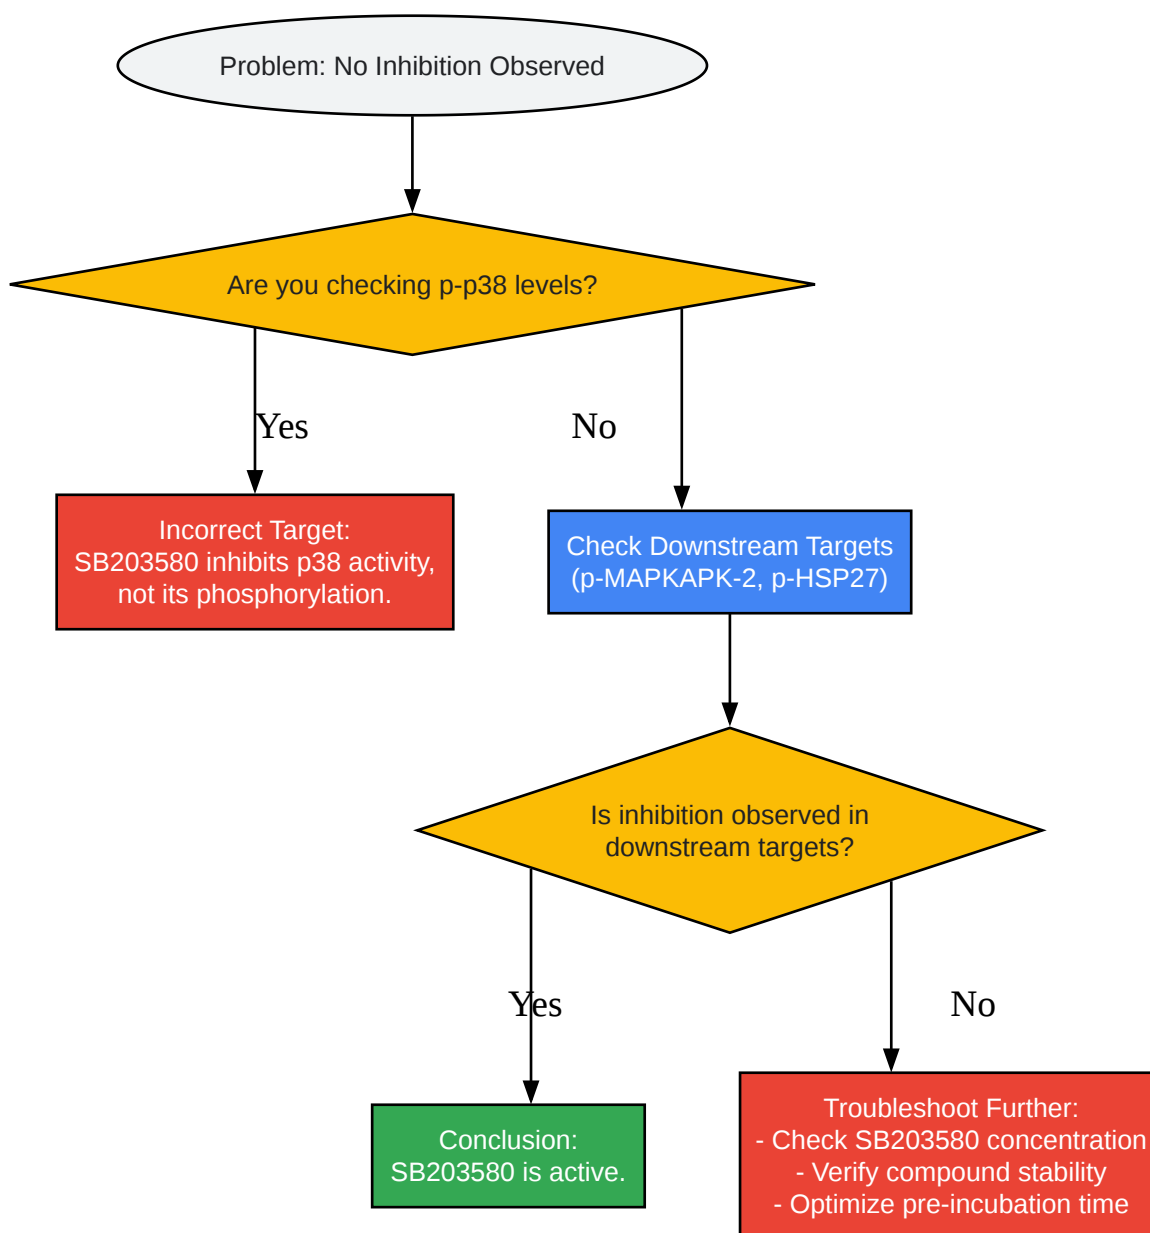 Problem: No Inhibition Observed
Are you checking p-p38 levels?
Yes
No
Incorrect Target:
SB203580 inhibits p38 activity,
not its phosphorylation.
Check Downstream Targets
(p-MAPKAPK-2, p-HSP27)
Is inhibition observed in
downstream targets?
Yes
No
Conclusion:
SB203580 is active.
Troubleshoot Further:
- Check SB203580 concentration
- Verify compound stability
- Optimize pre-incubation time